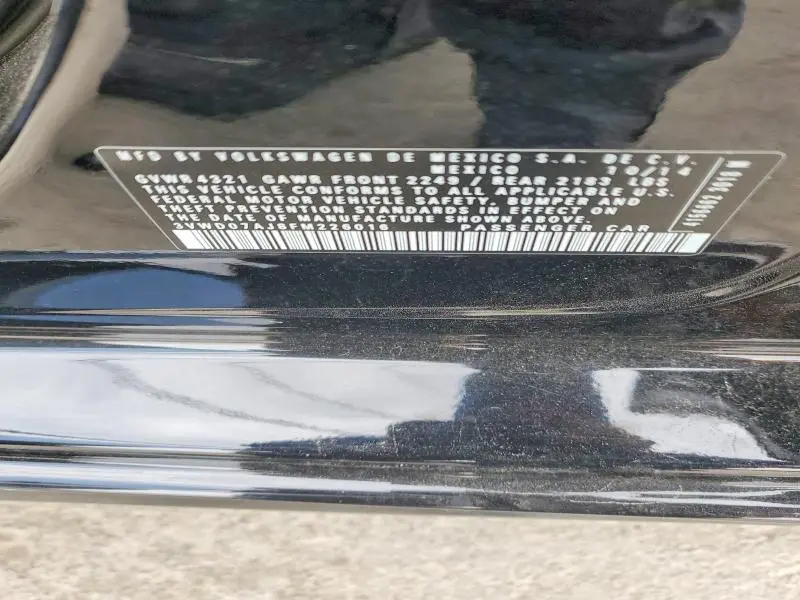 MFD BY VOLKSWAGEN DE MEXICO S.A. DE C.V.
MEXICO 10/14
GVWR 4321 GAWR FRONT 2249 / REAR 2183 LBS
THIS VEHICLE CONFORMS TO ALL APPLICABLE U.S.
FEDERAL MOTOR VEHICLE SAFETY, BUMPER AND
THEFT PREVENTION STANDARDS IN EFFECT ON
THE DATE OF MANUFACTURE SHOWN ABOVE.
3VWD07AJ8FM226016 PASSENGER CAR